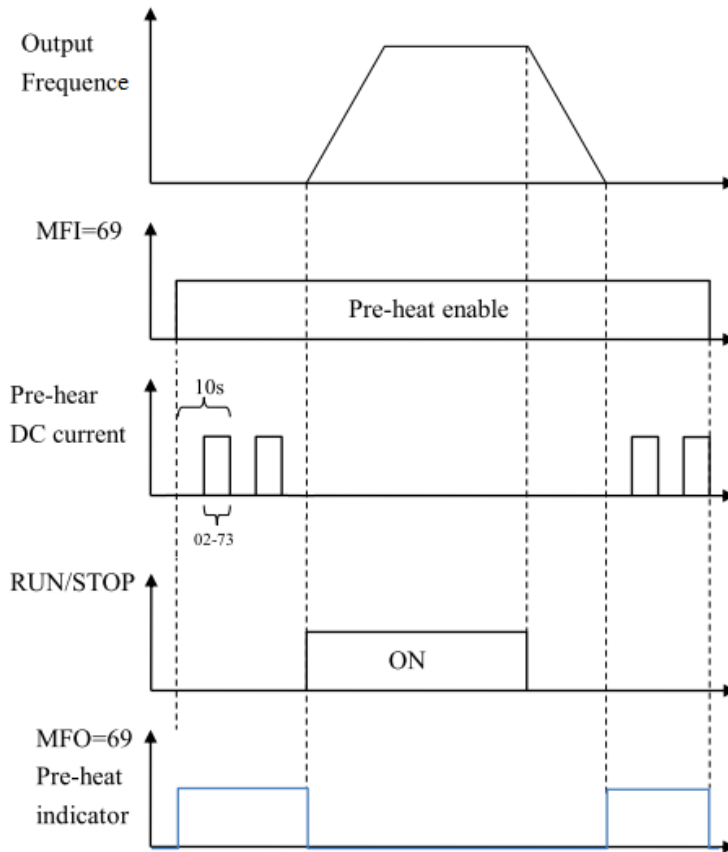 Output
Frequence
MFI=69
Pre-heat enable
Pre-hear
DC current
10s
02-73
RUN/STOP
ON
MFO=69
Pre-heat
indicator